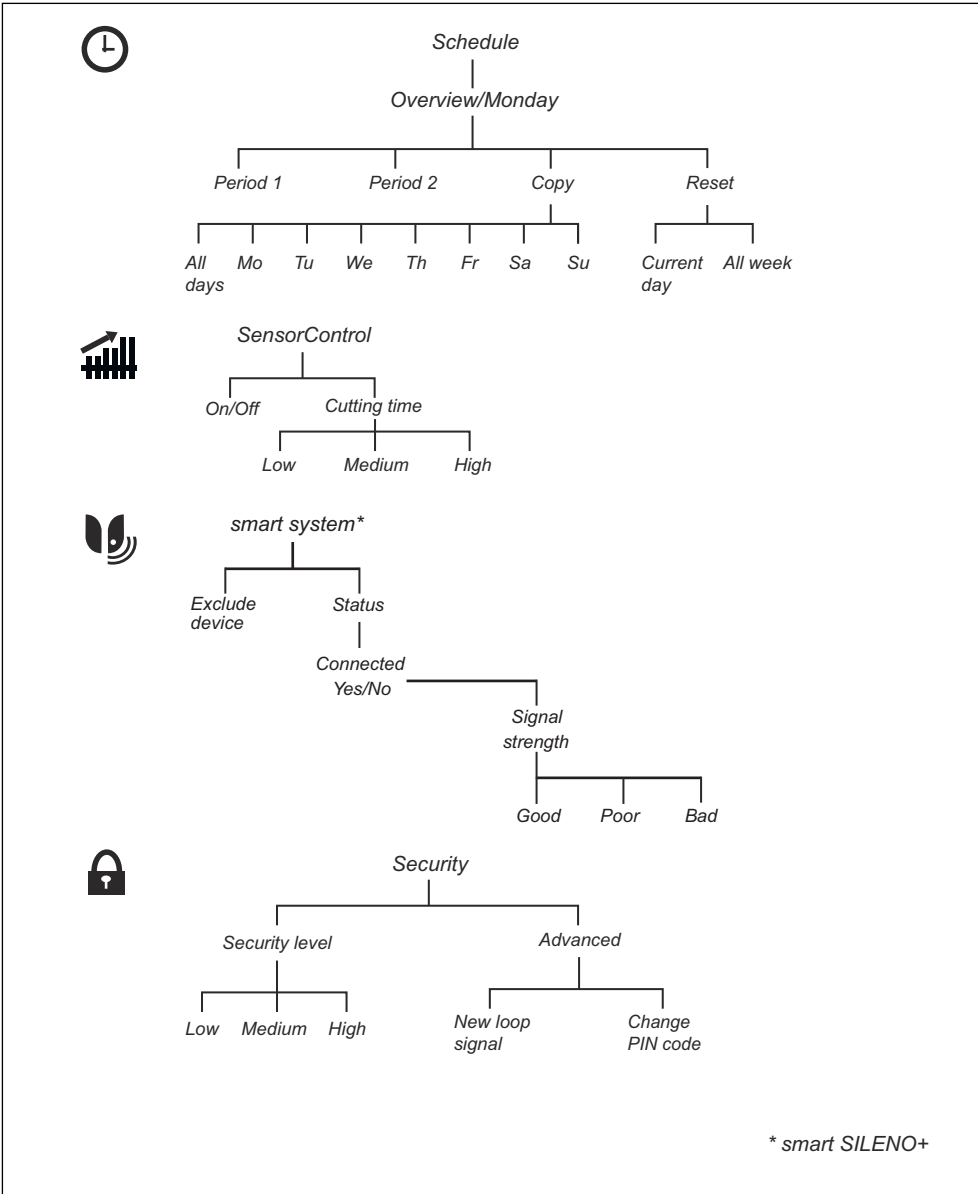 Schedule
Overview/Monday
Period 1 Period 2 Copy Reset
All Mo Tu We Th Fr Sa Su Current All week
days day
SensorControl
On/Off Cutting time
Low Medium High
smart system*
Exclude Status
device
Connected
Yes/No
Signal
strength
Good Poor Bad
Security
Security level Advanced
Low Medium High New loop Change
signal PIN code
* smart SILENO+